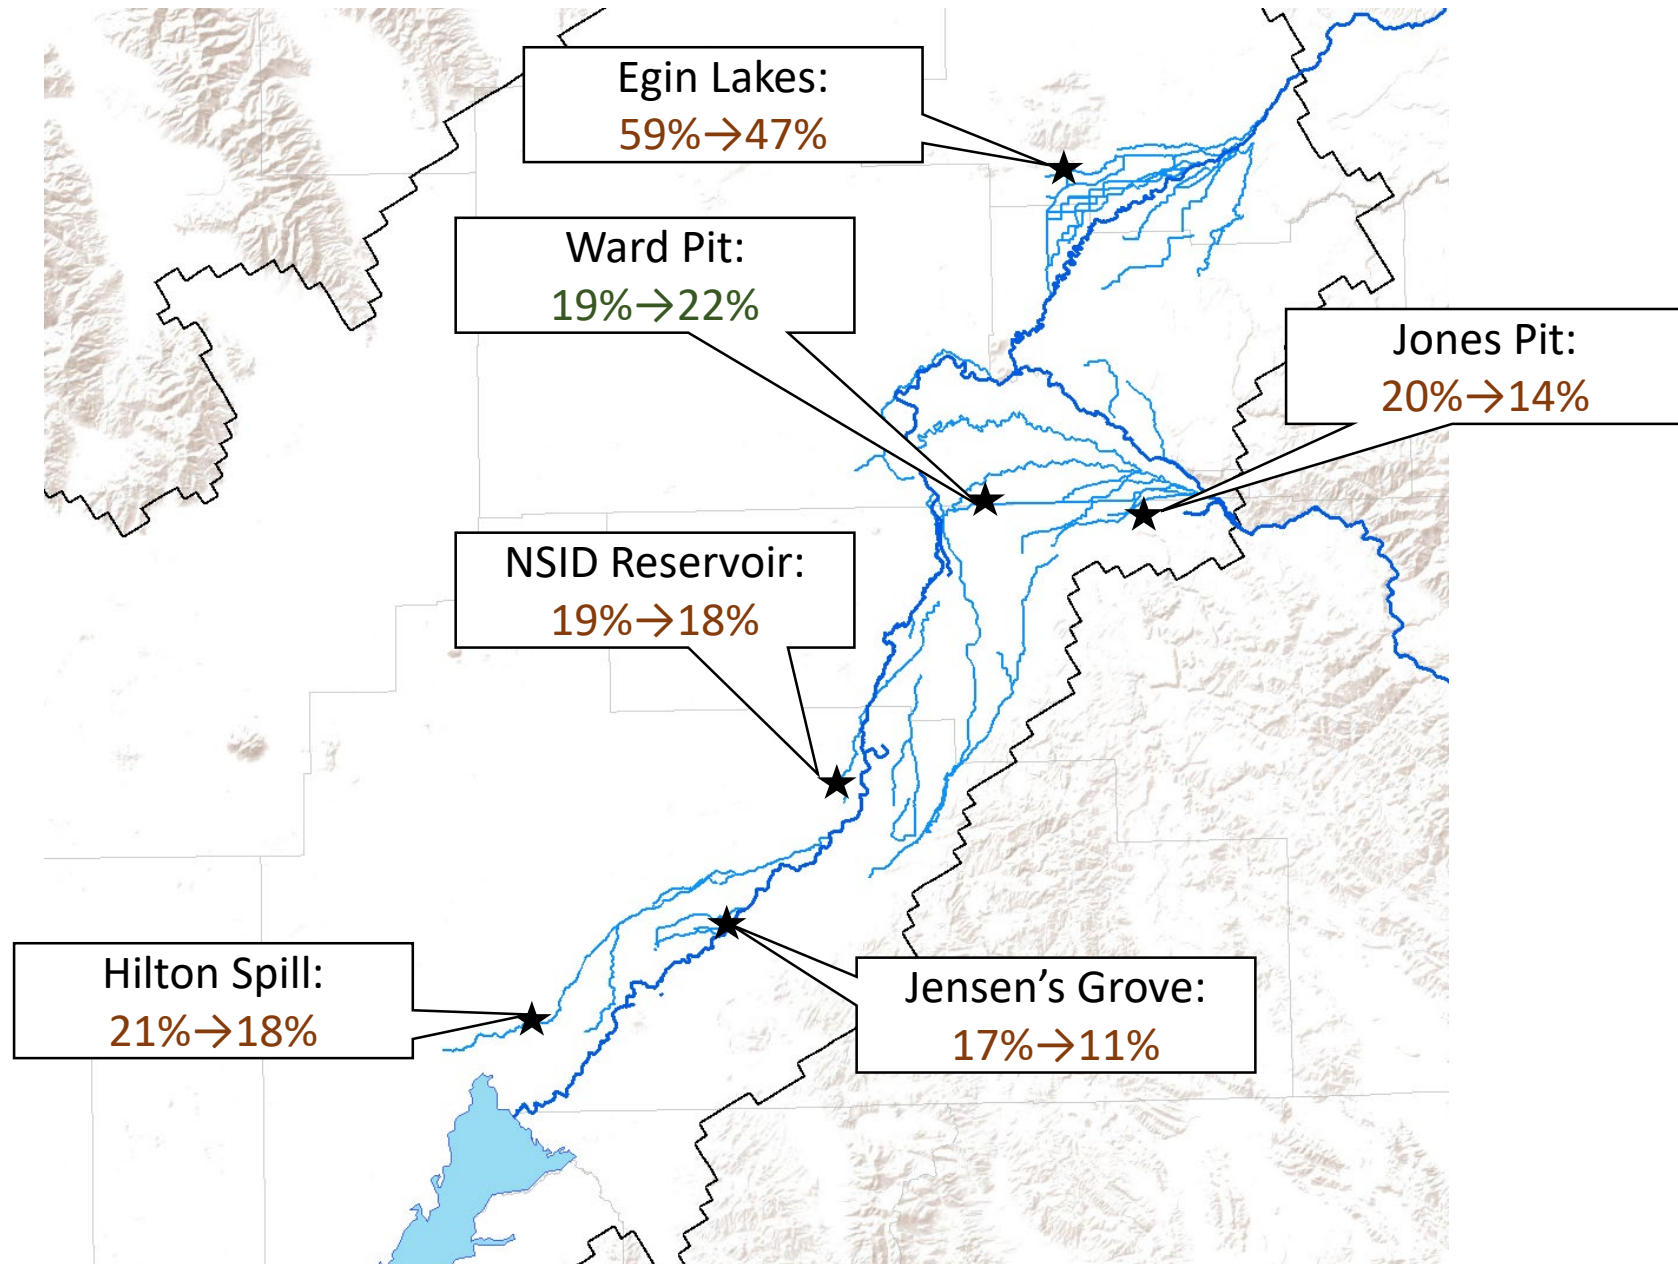 Egin Lakes:
59%→47%
Ward Pit:
19%→22%
Jones Pit:
20%→14%
NSID Reservoir:
19%→18%
Hilton Spill:
21%→18%
Jensen’s Grove:
17%→11%